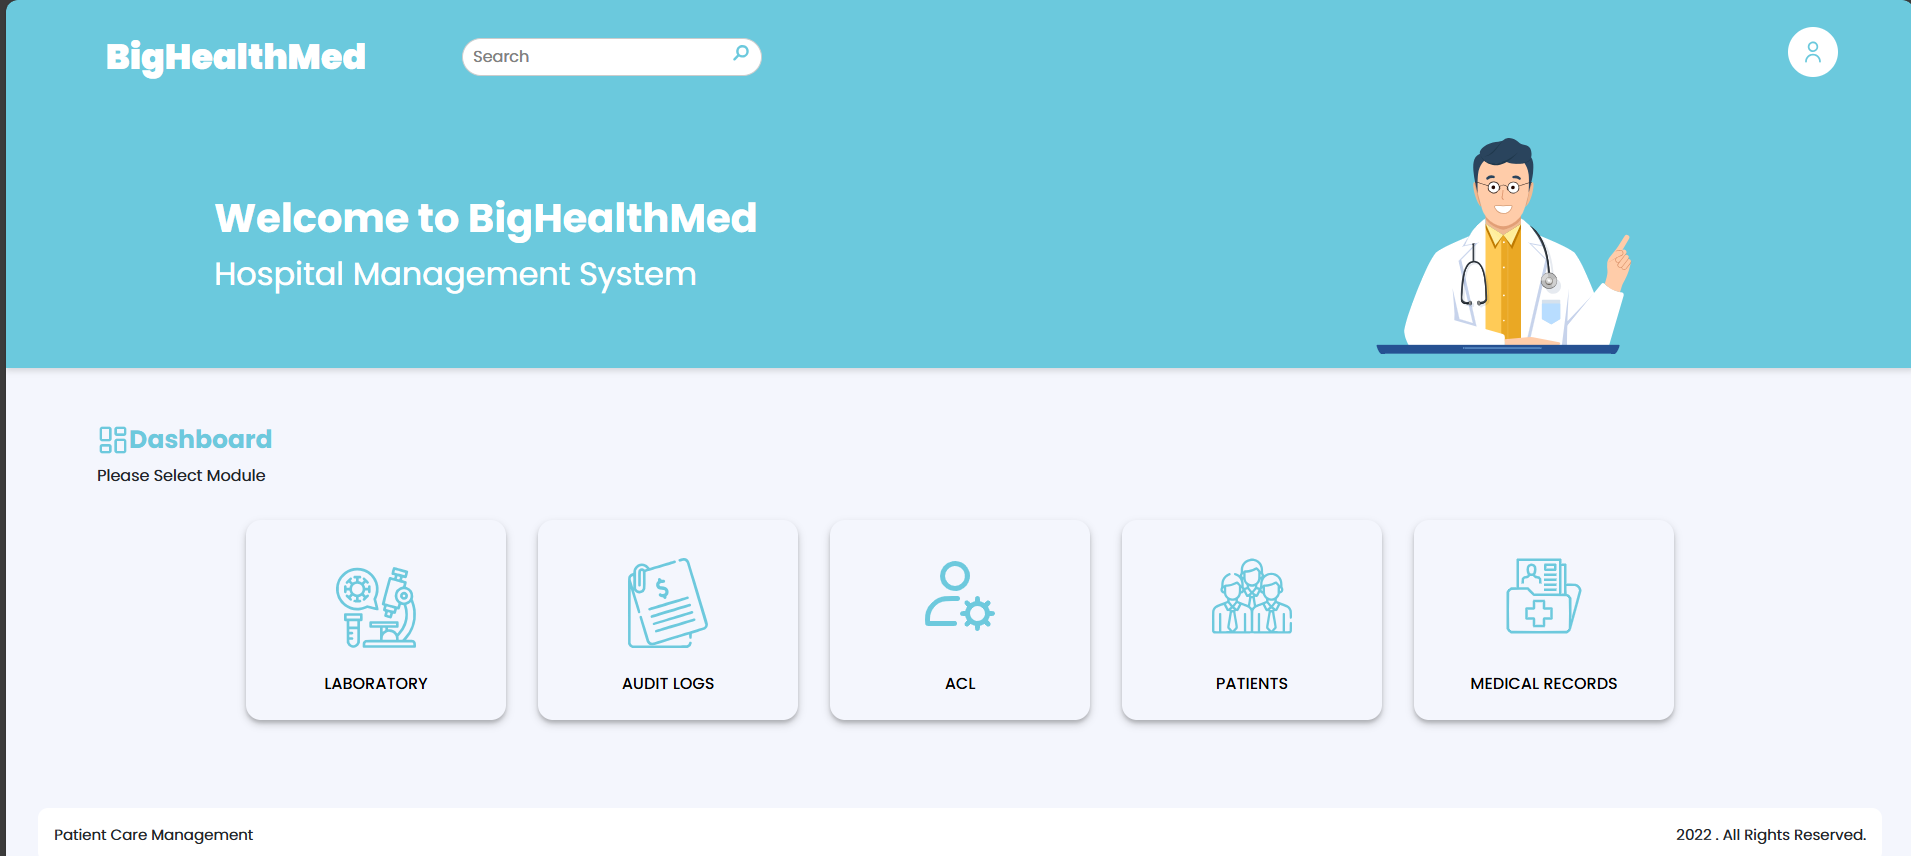 BigHealthMed
Search
Welcome to BigHealthMed
Hospital Management System
Dashboard
Please Select Module
$
LABORATORY
AUDIT LOGS
ACL
PATIENTS
MEDICAL RECORDS
Patient Care Management
2022 . All Rights Reserved.